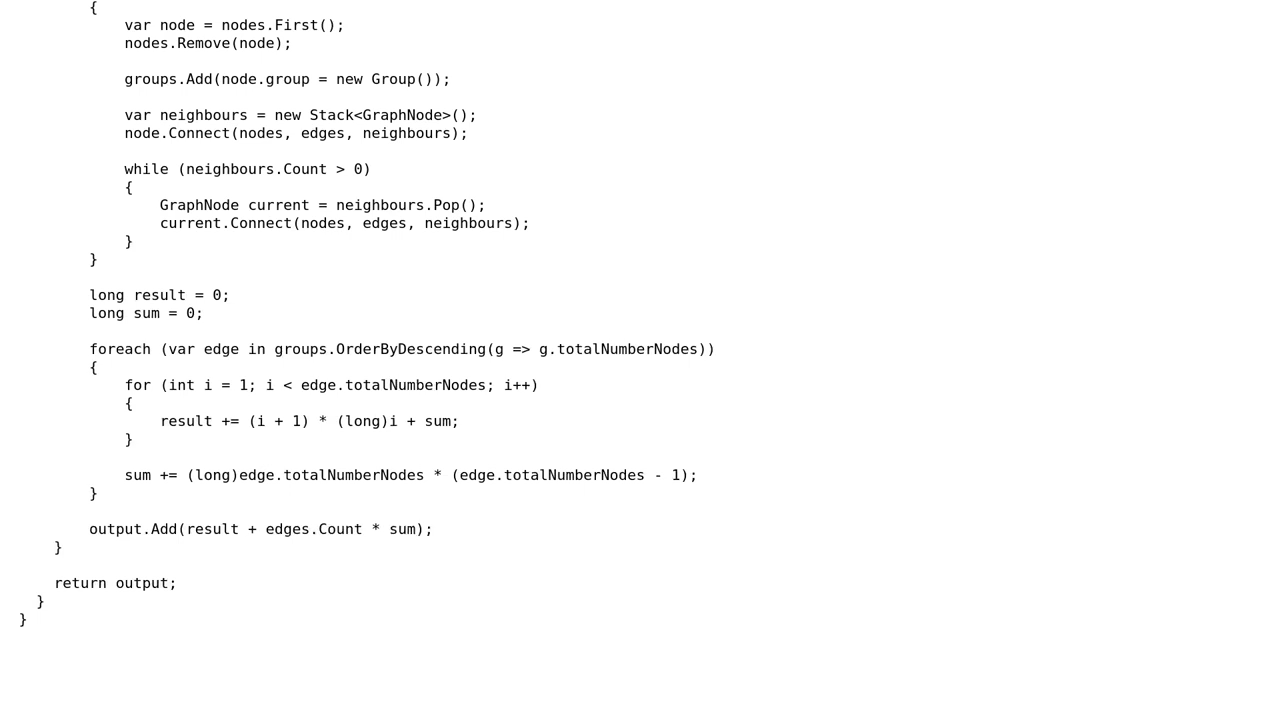 {
            var node = nodes.First();
            nodes.Remove(node);

            groups.Add(node.group = new Group());

            var neighbours = new Stack<GraphNode>();
            node.Connect(nodes, edges, neighbours);

            while (neighbours.Count > 0)
            {
                GraphNode current = neighbours.Pop();
                current.Connect(nodes, edges, neighbours);
            }
        }

        long result = 0;
        long sum = 0;

        foreach (var edge in groups.OrderByDescending(g => g.totalNumberNodes))
        {
            for (int i = 1; i < edge.totalNumberNodes; i++)
            {
                result += (i + 1) * (long)i + sum;
            }

            sum += (long)edge.totalNumberNodes * (edge.totalNumberNodes - 1);
        }

        output.Add(result + edges.Count * sum);
    }

    return output;
  }
}